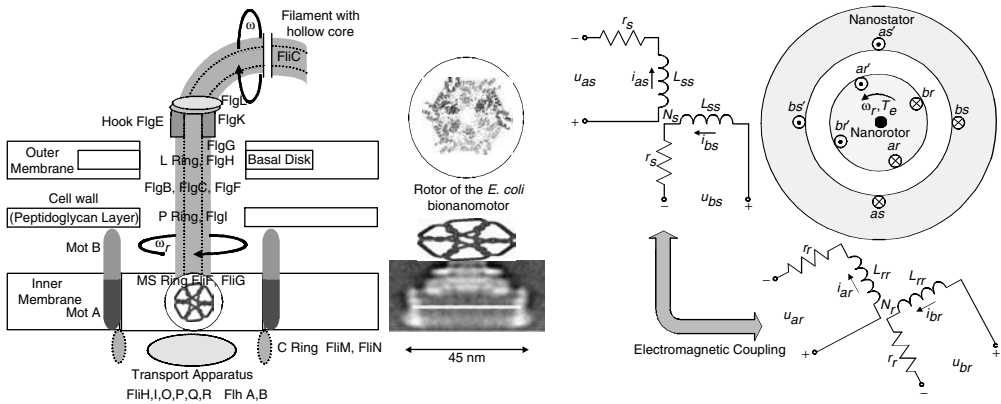 ω
Filament with
hollow core
FliC
FlgL
Hook FlgE
FlgK
FlgG
Outer
Membrane
L Ring, FlgH
Basal Disk
FlgB, FlgC, FlgF
Cell wall
(Peptidoglycan Layer)
P Ring, FlgI
Mot B
ωr
MS Ring FliF, FliG
Inner
Membrane
Mot A
C Ring FliM, FliN
Transport Apparatus
FliH,I,O,P,Q,R Flh A,B
Rotor of the E. coli
bionanomotor
45 nm
rs
−
uas
ias
Lss
+
Ns
Lss
ibs
rs
ubs
−
+
Electromagnetic Coupling
Nanostator
as′
ar′
br
bs′
bs
ωr,Te
Nanorotor
br′
ar
as
rr
−
Lrr
iar
Nr
Lrr
ibr
uar
+
rr
ubr
−
+